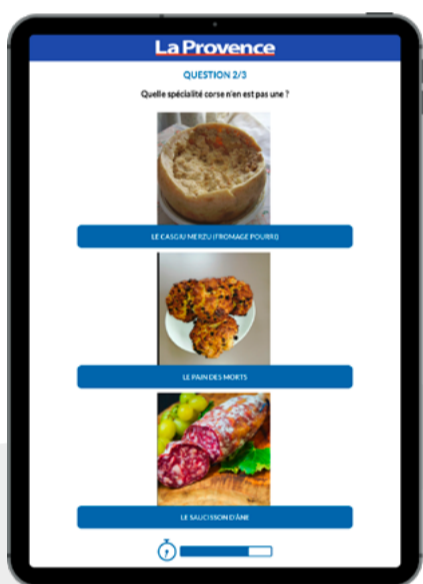 La Provence
QUESTION 2/3
Quelle spécialité corse n'en est pas une ?
LE CASGIU MERZU (FROMAGE POURRI)
LE PAIN DES MORTS
LE SAUCISSON D'ÂNE